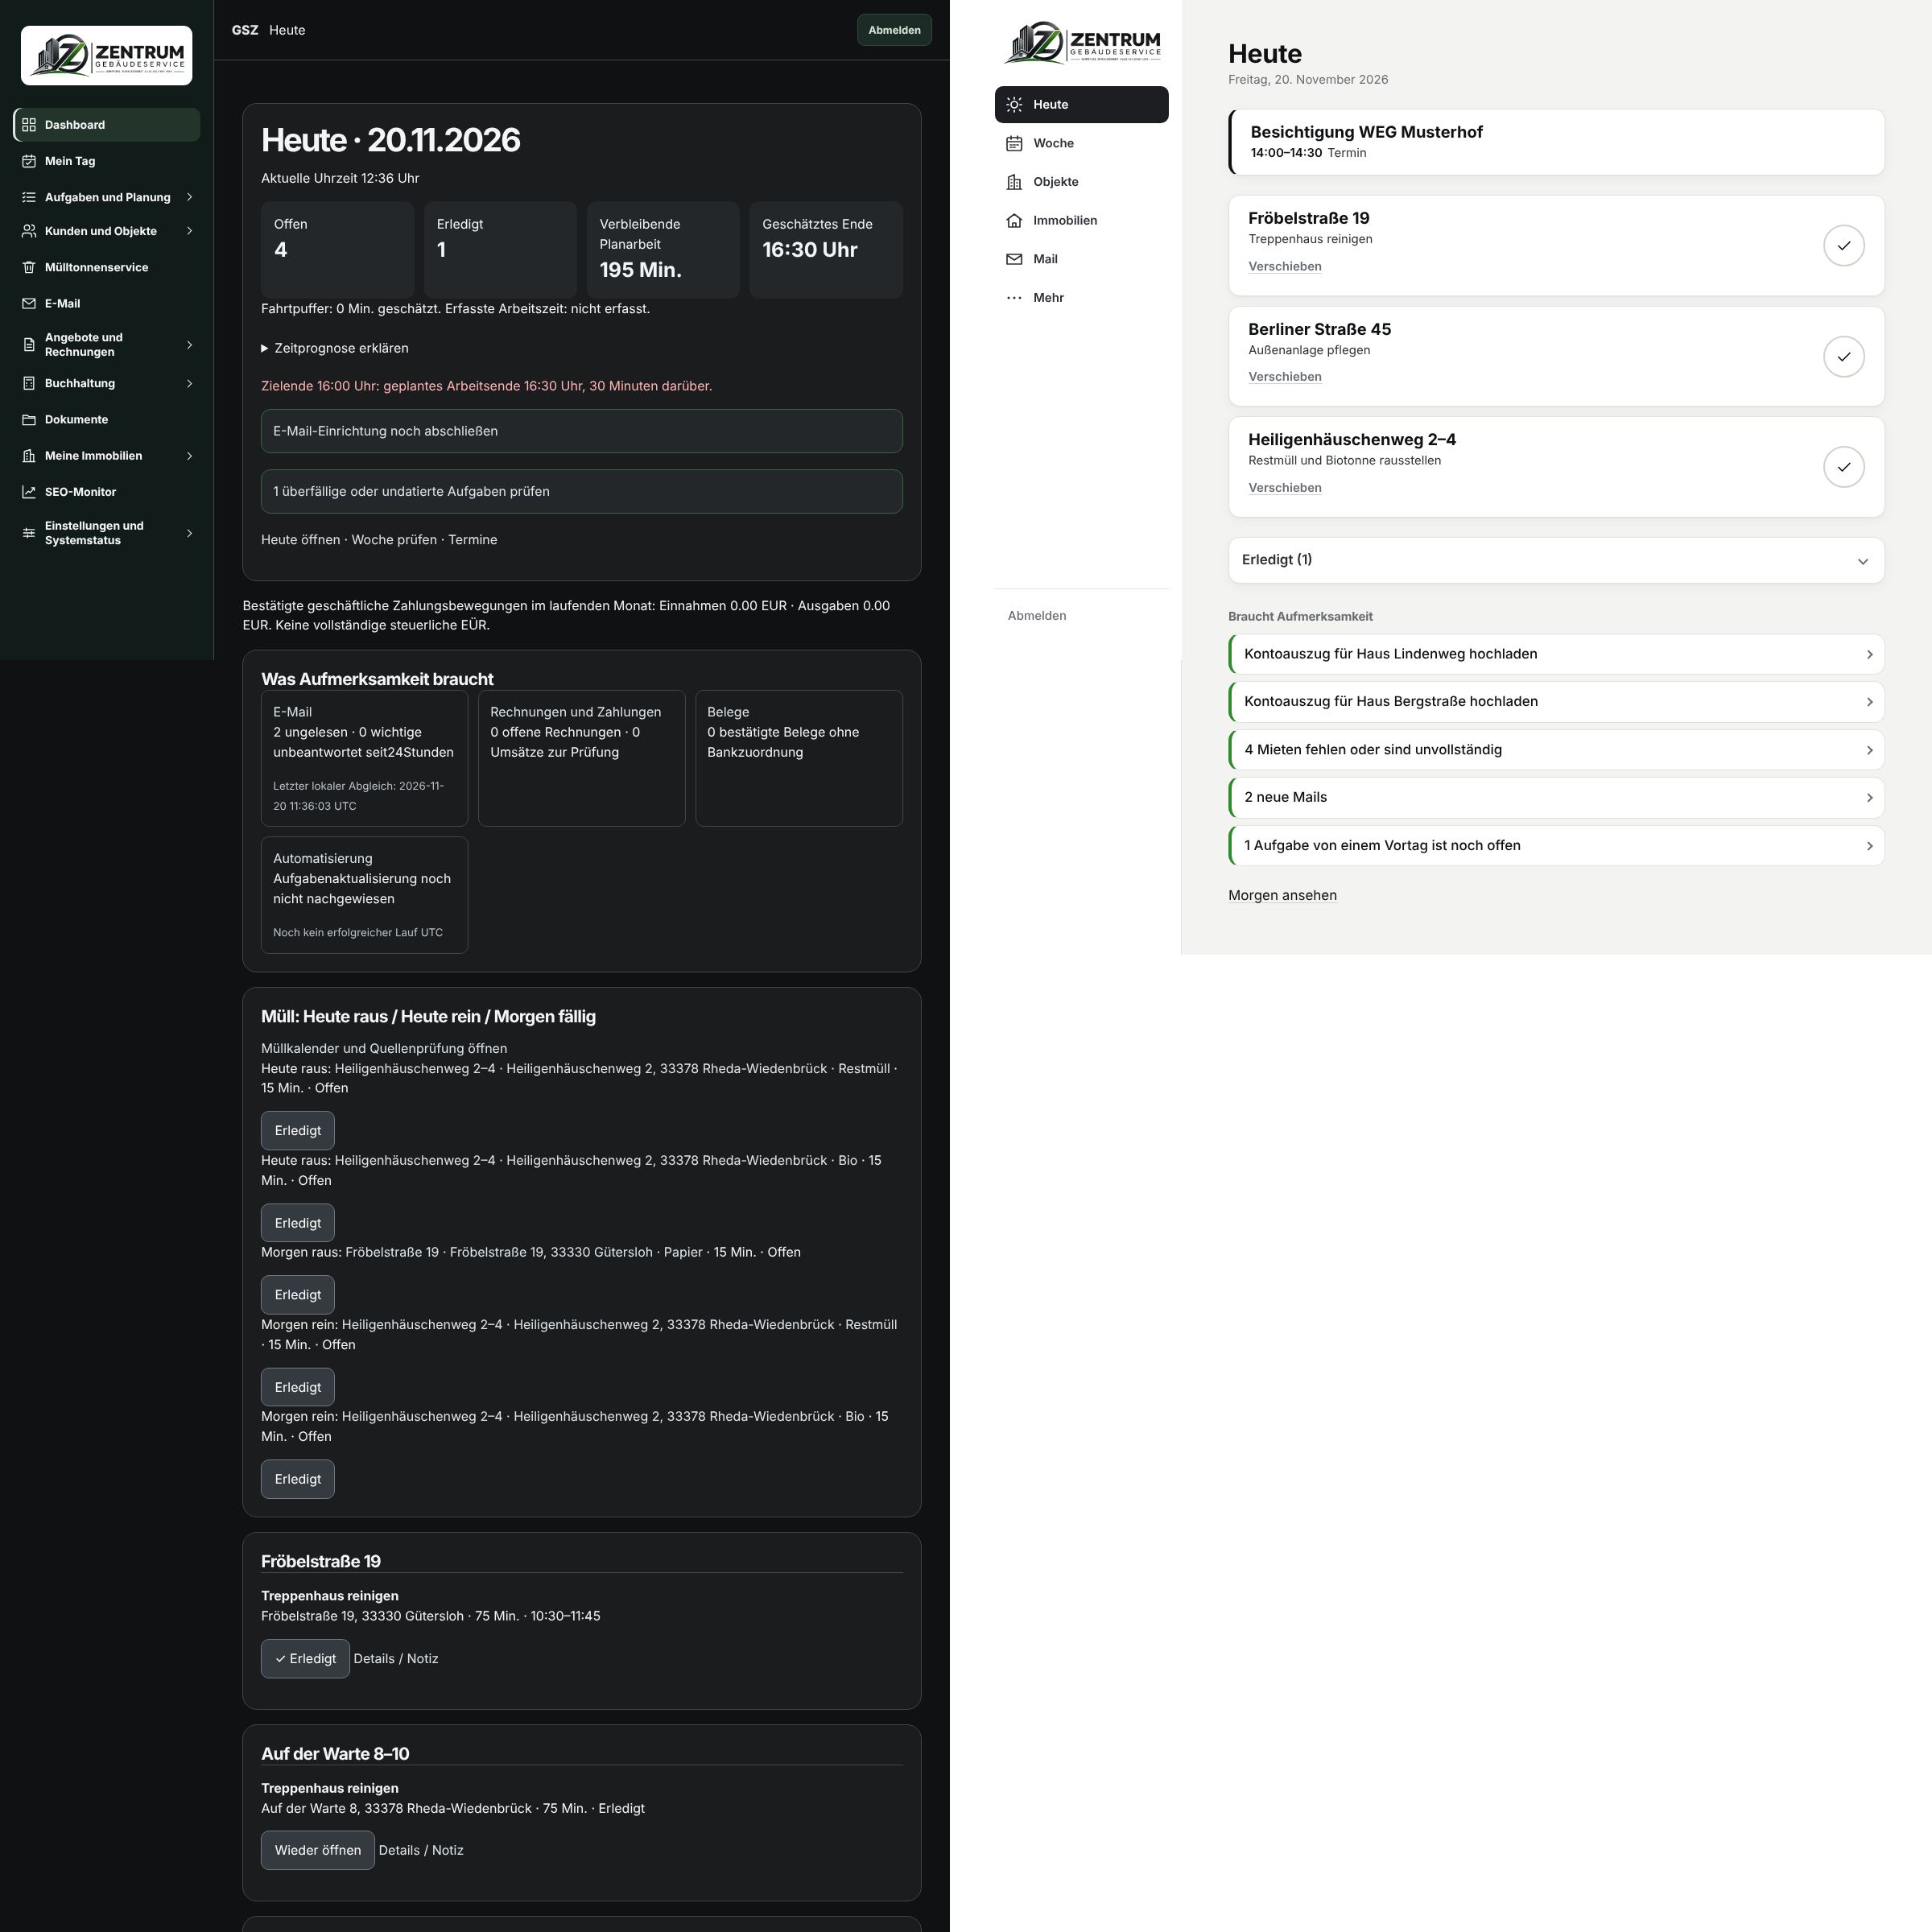 ZENTRUM
GEBÄUDESERVICE
Dashboard
Mein Tag
Aufgaben und Planung
Kunden und Objekte
Mülltonnenservice
E-Mail
Angebote und
Rechnungen
Buchhaltung
Dokumente
Meine Immobilien
SEO-Monitor
Einstellungen und
Systemstatus
GSZ Heute
Abmelden
Heute · 20.11.2026
Aktuelle Uhrzeit 12:36 Uhr
Offen
4
Erledigt
1
Verbleibende
Planarbeit
195 Min.
Geschätztes Ende
16:30 Uhr
Fahrtpuffer: 0 Min. geschätzt. Erfasste Arbeitszeit: nicht erfasst.
Zeitprognose erklären
Zielende 16:00 Uhr: geplantes Arbeitsende 16:30 Uhr, 30 Minuten darüber.
E-Mail-Einrichtung noch abschließen
1 überfällige oder undatierte Aufgaben prüfen
Heute öffnen · Woche prüfen · Termine
Bestätigte geschäftliche Zahlungsbewegungen im laufenden Monat: Einnahmen 0.00 EUR · Ausgaben 0.00
EUR. Keine vollständige steuerliche EÜR.
Was Aufmerksamkeit braucht
E-Mail
2 ungelesen · 0 wichtige
unbeantwortet seit24Stunden
Letzter lokaler Abgleich: 2026-11-
20 11:36:03 UTC
Rechnungen und Zahlungen
0 offene Rechnungen · 0
Umsätze zur Prüfung
Belege
0 bestätigte Belege ohne
Bankzuordnung
Automatisierung
Aufgabenaktualisierung noch
nicht nachgewiesen
Noch kein erfolgreicher Lauf UTC
Müll: Heute raus / Heute rein / Morgen fällig
Müllkalender und Quellenprüfung öffnen
Heute raus: Heiligenhäuschenweg 2–4 · Heiligenhäuschenweg 2, 33378 Rheda-Wiedenbrück · Restmüll ·
15 Min. · Offen
Erledigt
Heute raus: Heiligenhäuschenweg 2–4 · Heiligenhäuschenweg 2, 33378 Rheda-Wiedenbrück · Bio · 15
Min. · Offen
Erledigt
Morgen raus: Fröbelstraße 19 · Fröbelstraße 19, 33330 Gütersloh · Papier · 15 Min. · Offen
Erledigt
Morgen rein: Heiligenhäuschenweg 2–4 · Heiligenhäuschenweg 2, 33378 Rheda-Wiedenbrück · Restmüll
· 15 Min. · Offen
Erledigt
Morgen rein: Heiligenhäuschenweg 2–4 · Heiligenhäuschenweg 2, 33378 Rheda-Wiedenbrück · Bio · 15
Min. · Offen
Erledigt
Fröbelstraße 19
Treppenhaus reinigen
Fröbelstraße 19, 33330 Gütersloh · 75 Min. · 10:30–11:45
✓ Erledigt Details / Notiz
Auf der Warte 8–10
Treppenhaus reinigen
Auf der Warte 8, 33378 Rheda-Wiedenbrück · 75 Min. · Erledigt
Wieder öffnen Details / Notiz
ZENTRUM
GEBÄUDESERVICE
Heute
Woche
Objekte
Immobilien
Mail
Mehr
Abmelden
Heute
Freitag, 20. November 2026
Besichtigung WEG Musterhof
14:00–14:30 Termin
Fröbelstraße 19
Treppenhaus reinigen
Verschieben
Berliner Straße 45
Außenanlage pflegen
Verschieben
Heiligenhäuschenweg 2–4
Restmüll und Biotonne rausstellen
Verschieben
Erledigt (1)
Braucht Aufmerksamkeit
Kontoauszug für Haus Lindenweg hochladen
Kontoauszug für Haus Bergstraße hochladen
4 Mieten fehlen oder sind unvollständig
2 neue Mails
1 Aufgabe von einem Vortag ist noch offen
Morgen ansehen